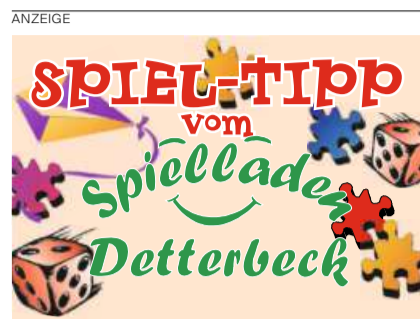 ANZEIGE
SPIEL-TIPP
vom
Spielladen
Detterbeck